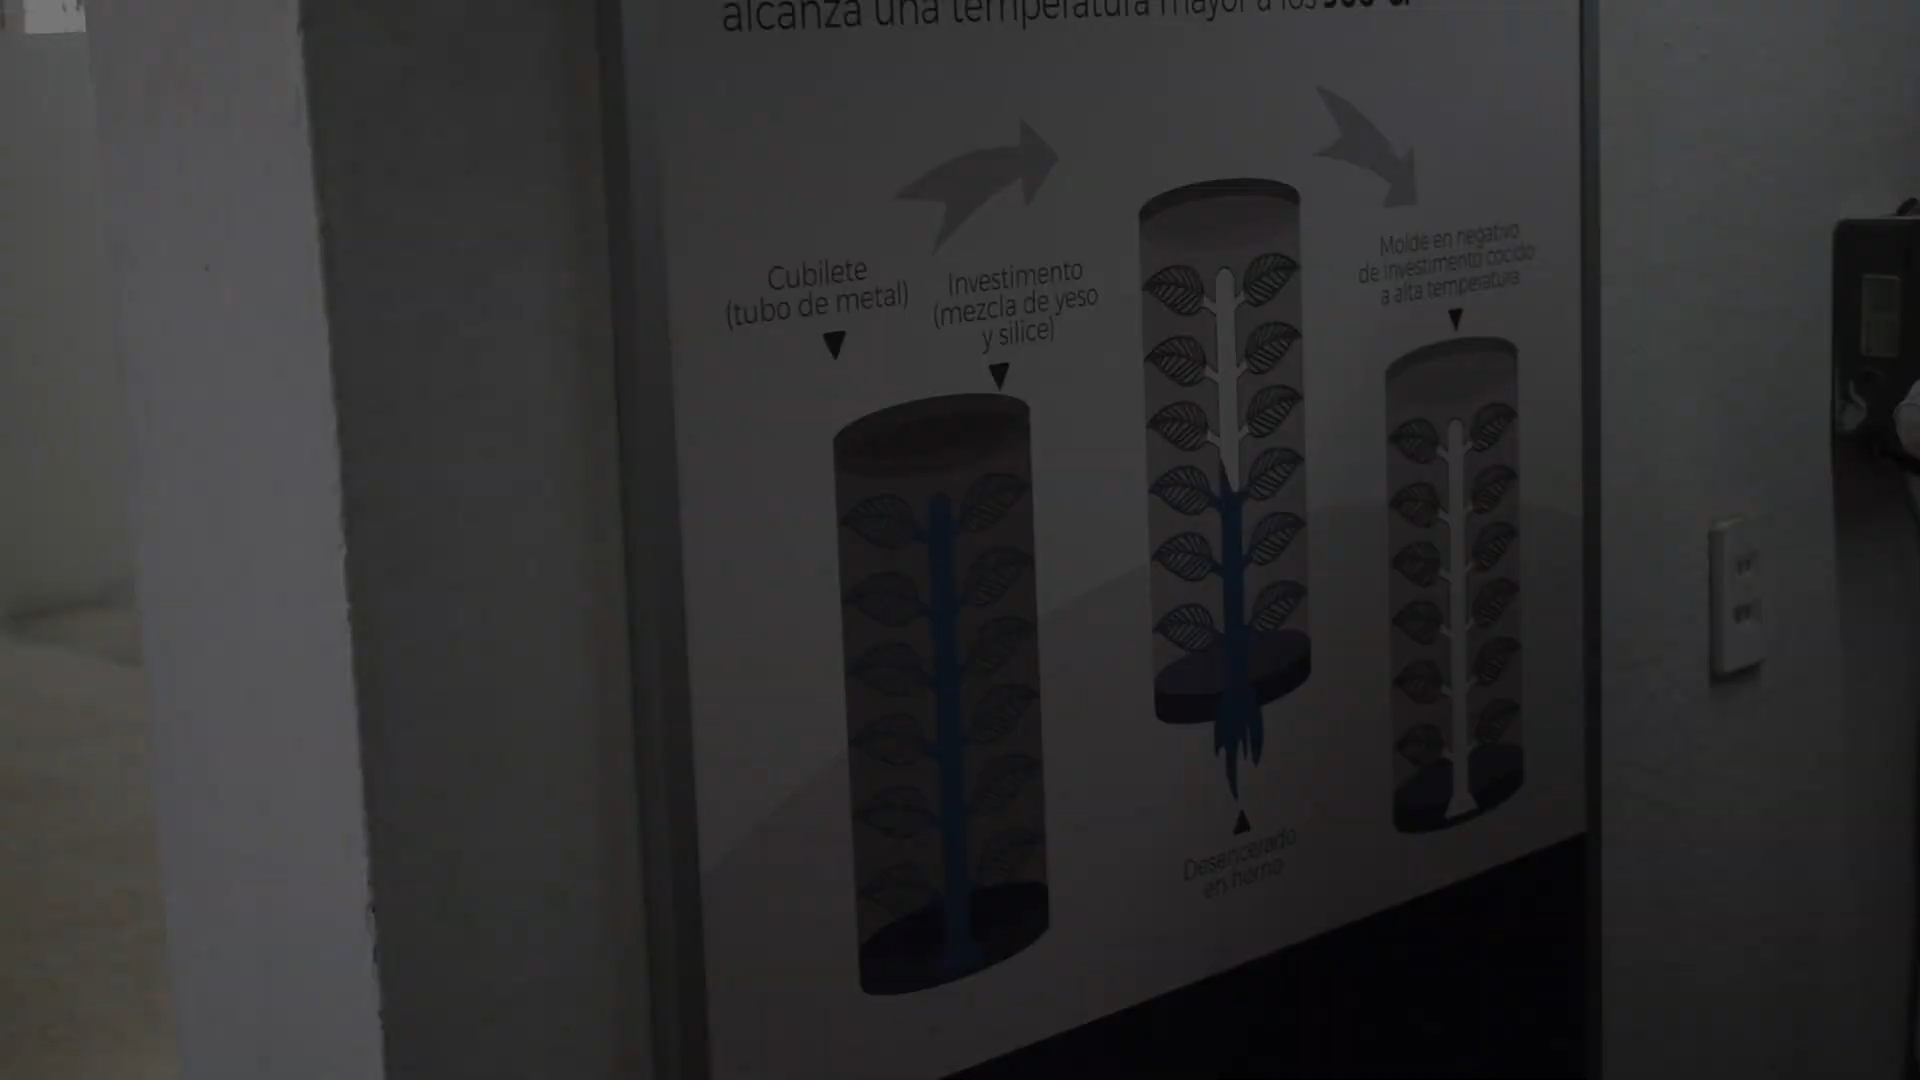 alcanza una temperatura mayor a los
Cubilete
(tubo de metal)
Investimento
(mezcla de yeso
y sílice)
Molde en negativo
de investimento cocido
a alta temperatura
Desencerado
en horno